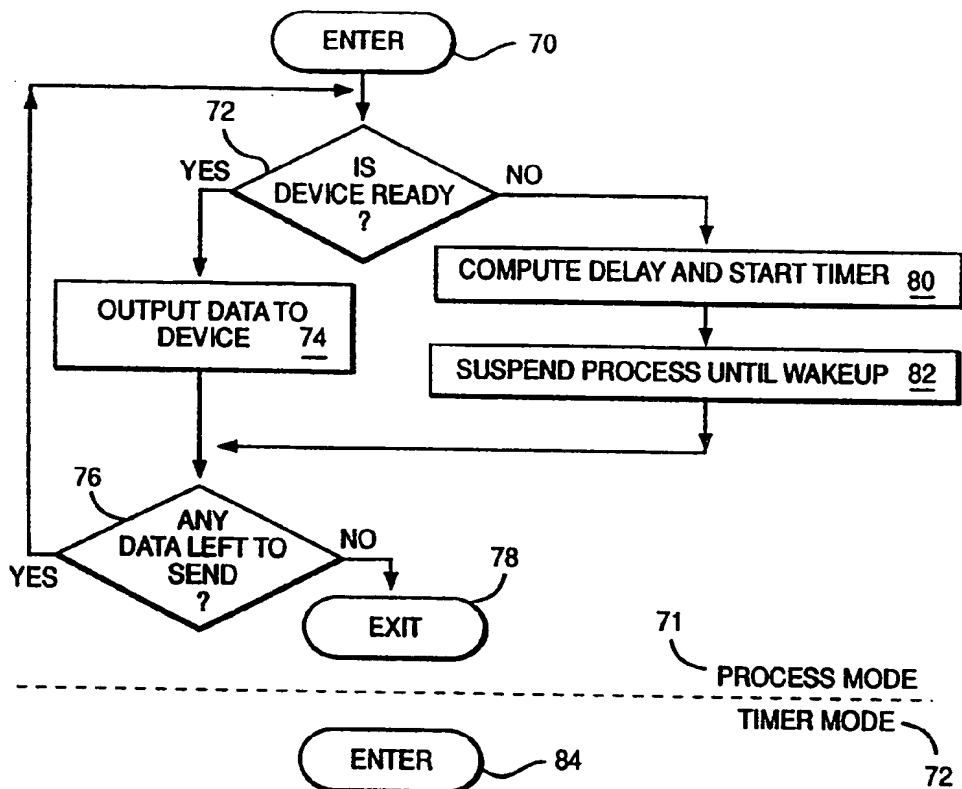 ENTER
70
72
YES
IS
DEVICE READY
?
NO
COMPUTE DELAY AND START TIMER 80
OUTPUT DATA TO
DEVICE 74
SUSPEND PROCESS UNTIL WAKEUP 82
76
ANY
DATA LEFT TO
SEND
?
YES
NO
78
EXIT
71
PROCESS MODE
TIMER MODE
72
ENTER
84